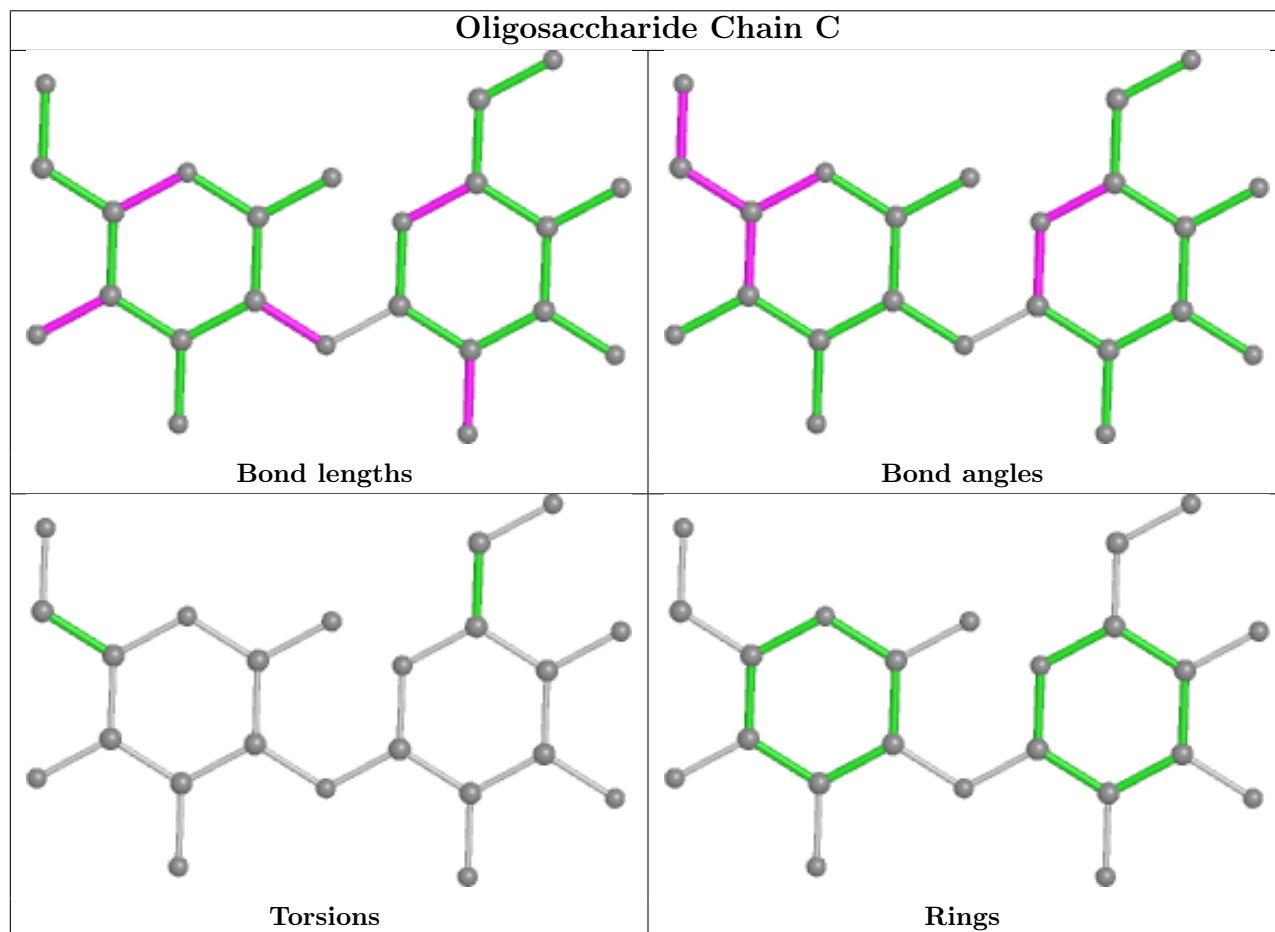 Oligosaccharide Chain C
Bond lengths
Bond angles
Torsions
Rings